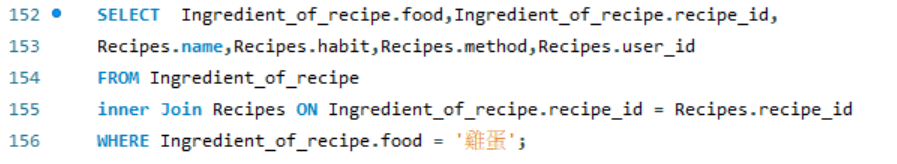 152 SELECT Ingredient_of_recipe.food,Ingredient_of_recipe.recipe_id,
153 Recipes.name,Recipes.habit,Recipes.method,Recipes.user_id
154 FROM Ingredient_of_recipe
155 inner Join Recipes ON Ingredient_of_recipe.recipe_id = Recipes.recipe_id
156 WHERE Ingredient_of_recipe.food = '雞蛋';